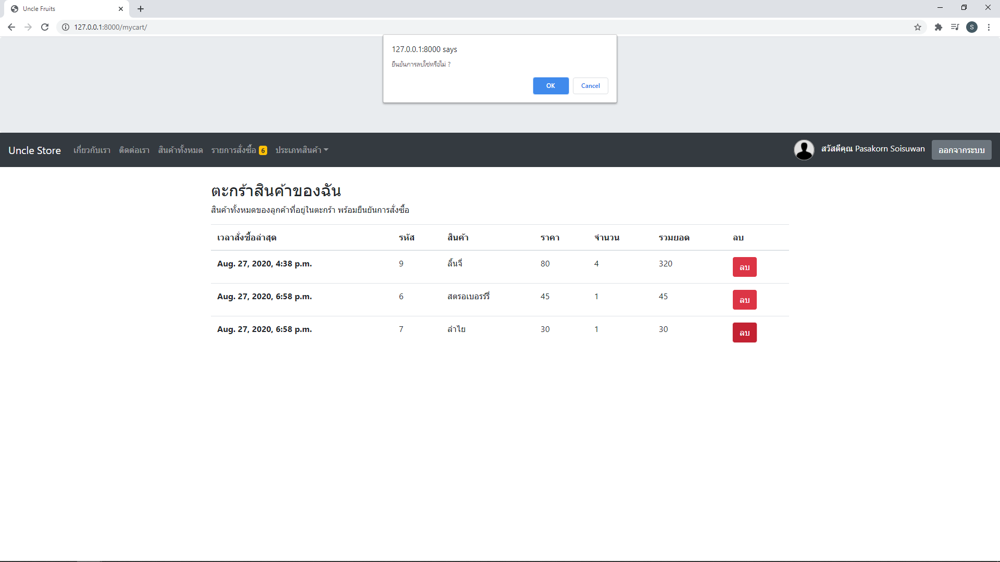 Uncle Fruits
127.0.0.1:8000/mycart/
S
127.0.0.1:8000 says
ยืนยันการลบใช่หรือไม่ ?
OK Cancel
Uncle Store เกี่ยวกับเรา ติดต่อเรา สินค้าทั้งหมด รายการสั่งซื้อ 6 ประเภทสินค้า สวัสดีคุณ Pasakorn Soisuwan ออกจากระบบ
ตะกร้าสินค้าของฉัน
สินค้าทั้งหมดของลูกค้าที่อยู่ในตะกร้า พร้อมยืนยันการสั่งซื้อ
เวลาสั่งซื้อล่าสุด รหัส สินค้า ราคา จำนวน รวมยอด ลบ
Aug. 27, 2020, 4:38 p.m. 9 ลิ้นจี่ 80 4 320 ลบ
Aug. 27, 2020, 6:58 p.m. 6 สตรอเบอร์รี่ 45 1 45 ลบ
Aug. 27, 2020, 6:58 p.m. 7 ลำไย 30 1 30 ลบ